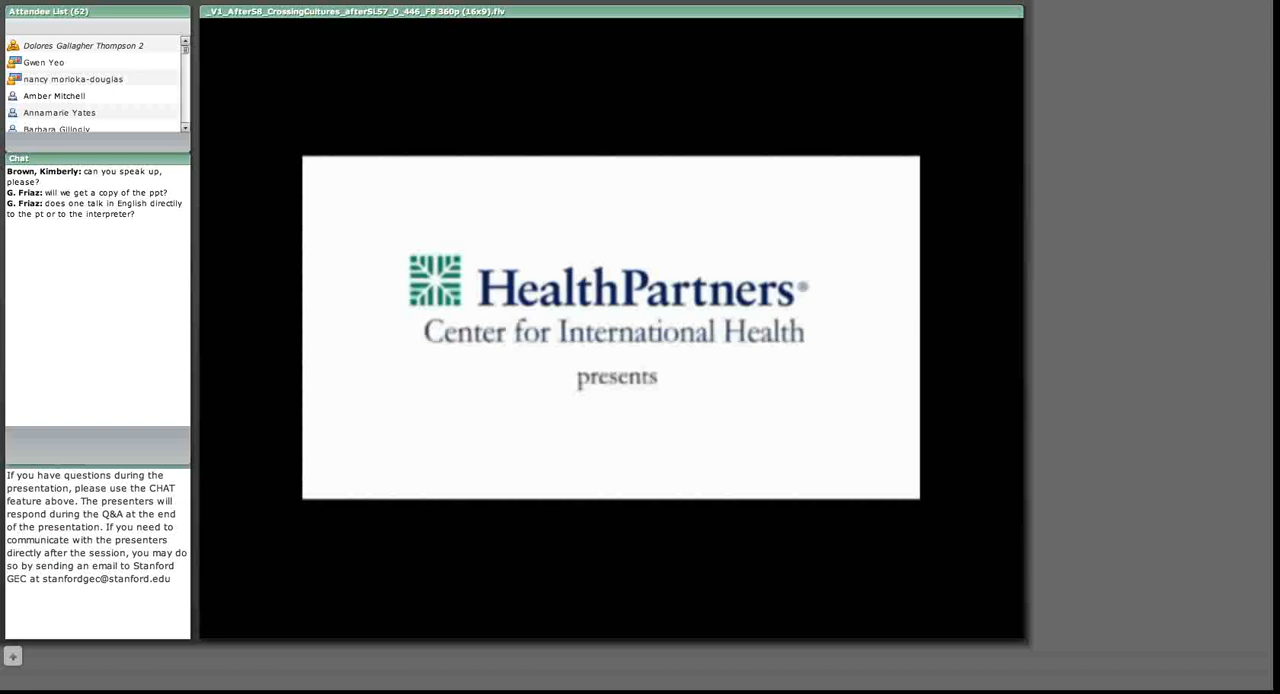 Attendee List (62)
Dolores Gallagher Thompson 2
Gwen Yeo
nancy morioka-douglas
Amber Mitchell
Annamarie Yates
Barbara Gillogly
Chat
Brown, Kimberly: can you speak up,
please?
G. Friaz: will we get a copy of the ppt?
G. Friaz: does one talk in English directlly
to the pt or to the interpreter?
If you have questions during the
presentation, please use the CHAT
feature above. The presenters will
respond during the Q&A at the end
of the presentation. If you need to
communicate with the presenters
directly after the session, you may do
so by sending an email to Stanford
GEC at stanfordgec@stanford.edu
_V1_AfterS8_CrossingCultures_afterSL57_0_446_F8 360p (16x9).flv
HealthPartners®
Center for International Health
presents